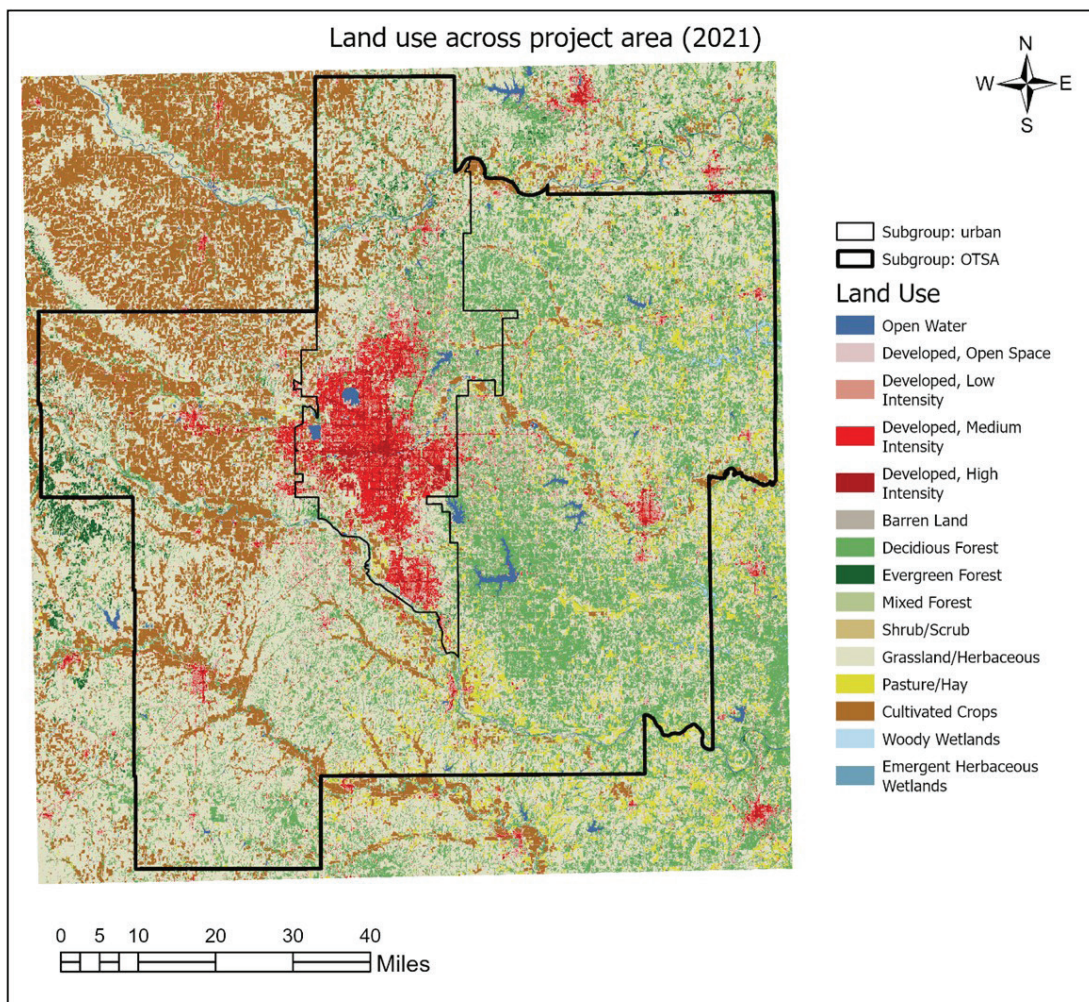 Land use across project area (2021)
N
W E
S
Subgroup: urban
Subgroup: OTSA
Land Use
Open Water
Developed, Open Space
Developed, Low
Intensity
Developed, Medium
Intensity
Developed, High
Intensity
Barren Land
Decidious Forest
Evergreen Forest
Mixed Forest
Shrub/Scrub
Grassland/Herbaceous
Pasture/Hay
Cultivated Crops
Woody Wetlands
Emergent Herbaceous
Wetlands
0 5 10 20 30 40
Miles